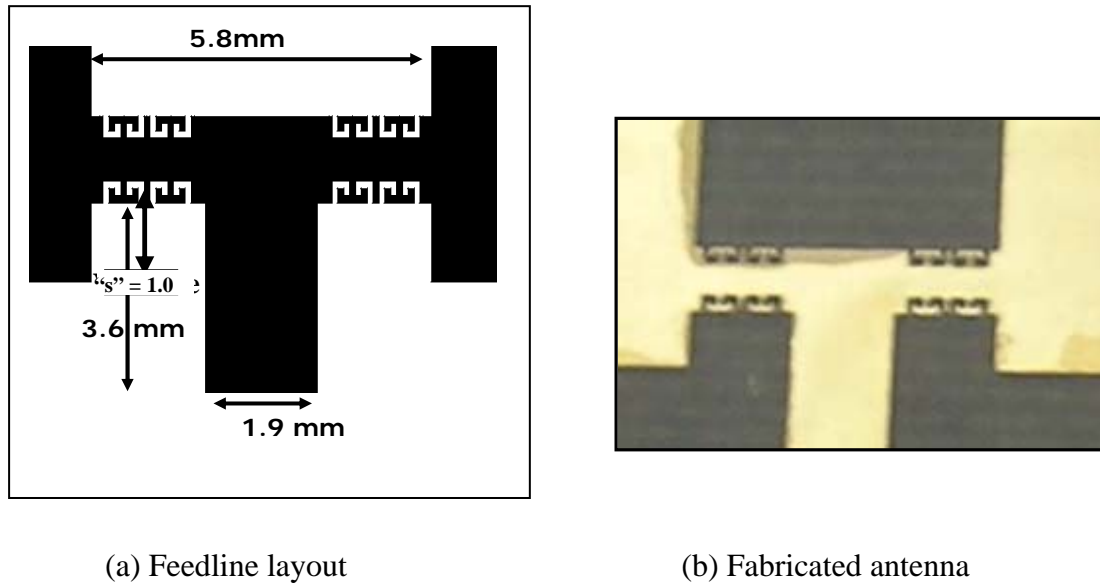 5.8mm
“s” = 1.0
3.6 mm
1.9 mm
(a) Feedline layout
(b) Fabricated antenna